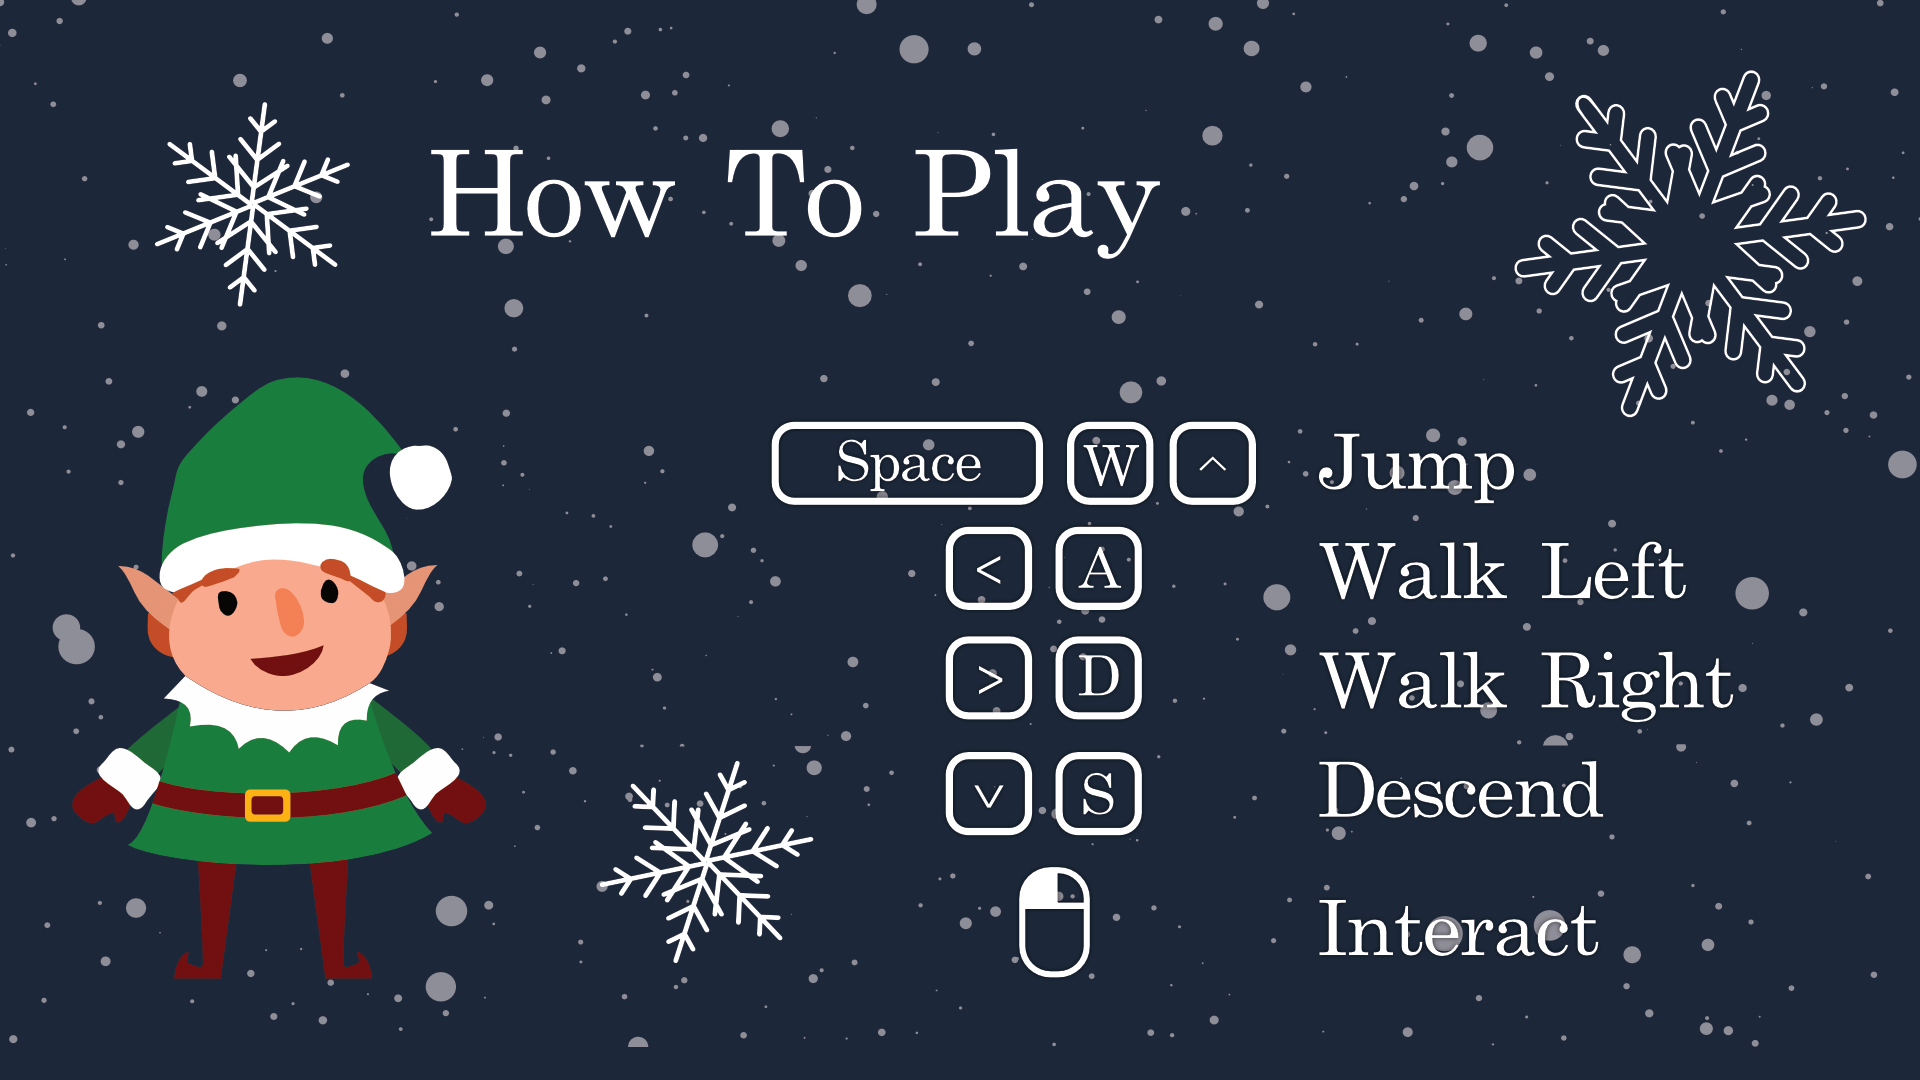 How To Play
Space W ^ Jump
< A Walk Left
> D Walk Right
v S Descend
Interact